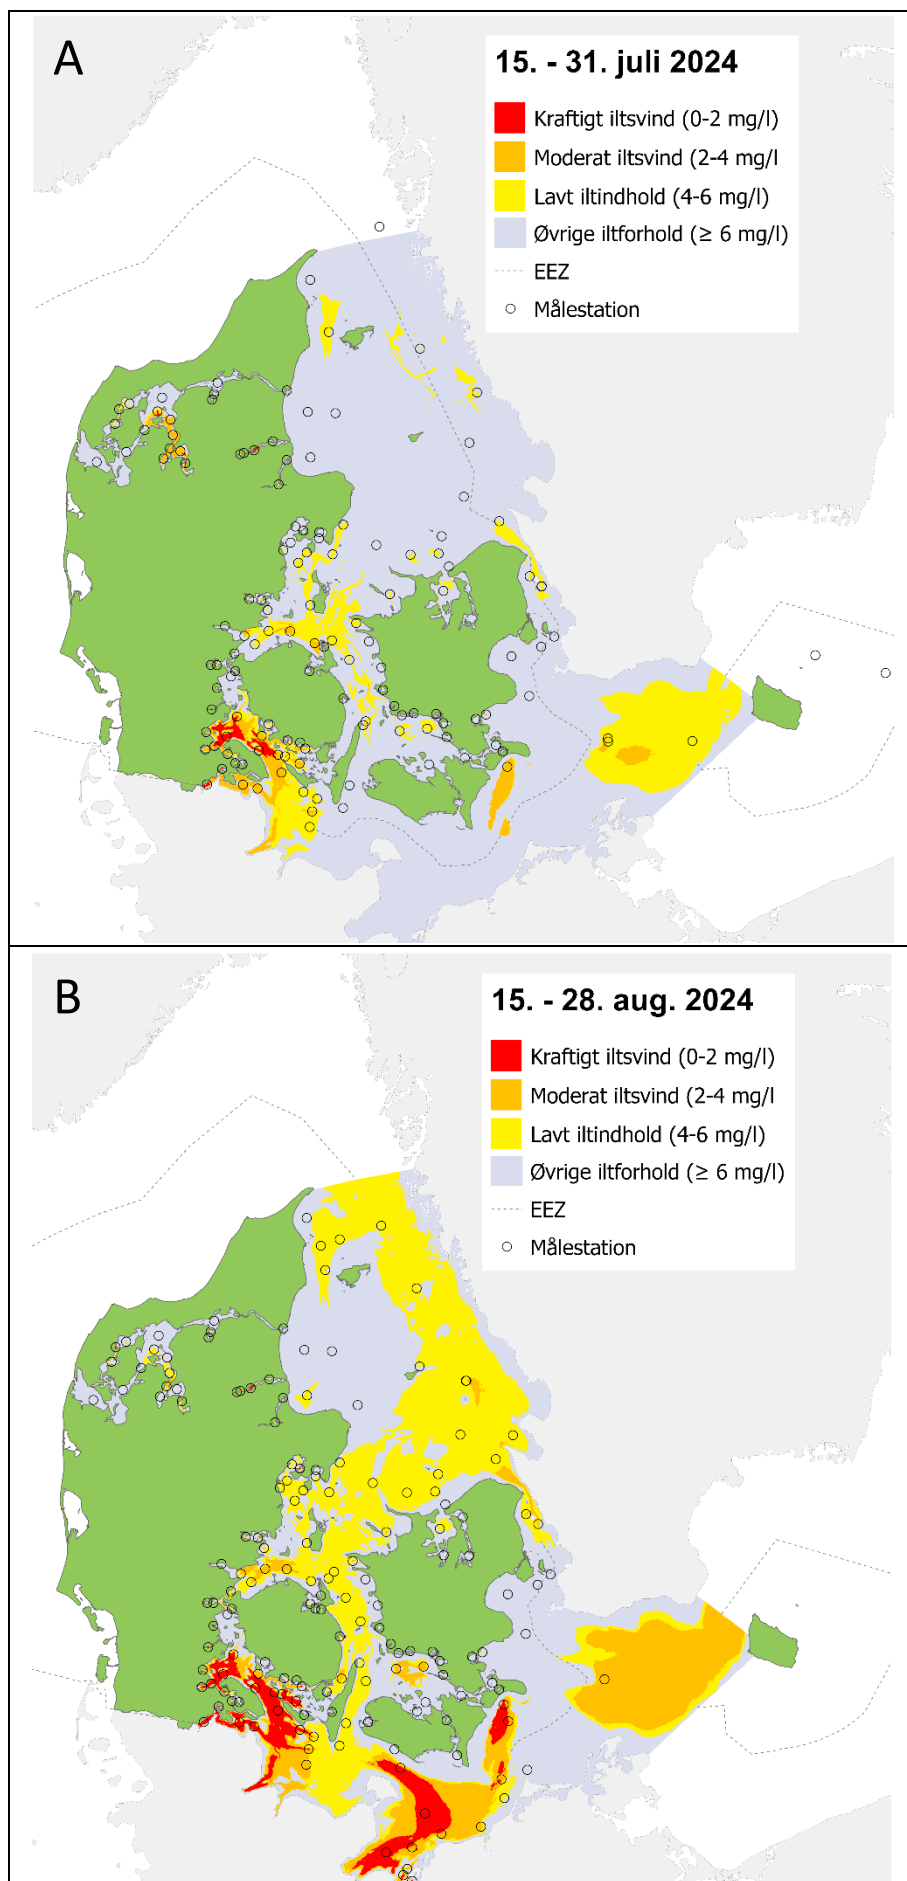 A
15. - 31. juli 2024
Kraftigt iltsvind (0-2 mg/l)
Moderat iltsvind (2-4 mg/l
Lavt iltindhold (4-6 mg/l)
Øvrige iltforhold (≥ 6 mg/l)
EEZ
Målestation
B
15. - 28. aug. 2024
Kraftigt iltsvind (0-2 mg/l)
Moderat iltsvind (2-4 mg/l
Lavt iltindhold (4-6 mg/l)
Øvrige iltforhold (≥ 6 mg/l)
EEZ
Målestation